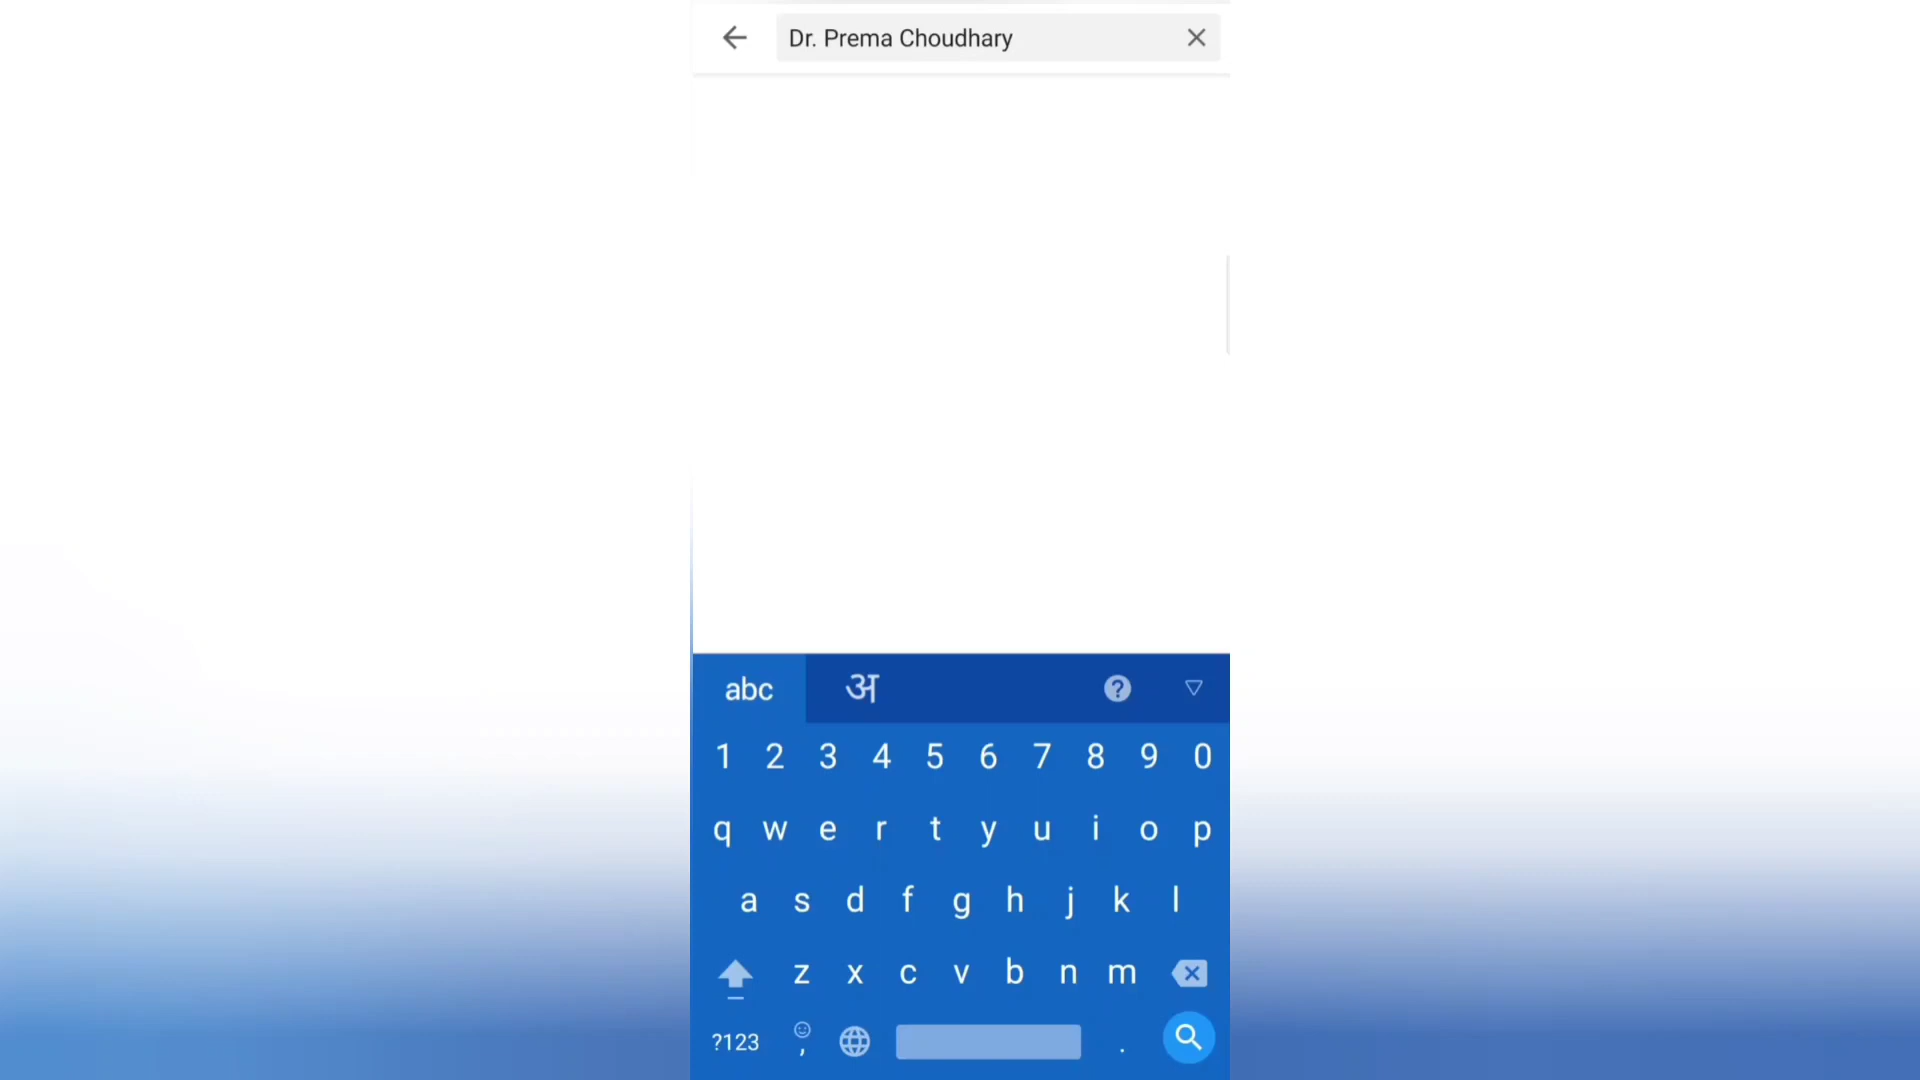 Dr. Prema Choudhary
abc अ ?
1 2 3 4 5 6 7 8 9 0
q w e r t y u i o p
a s d f g h j k l
z x c v b n m
?123 , .